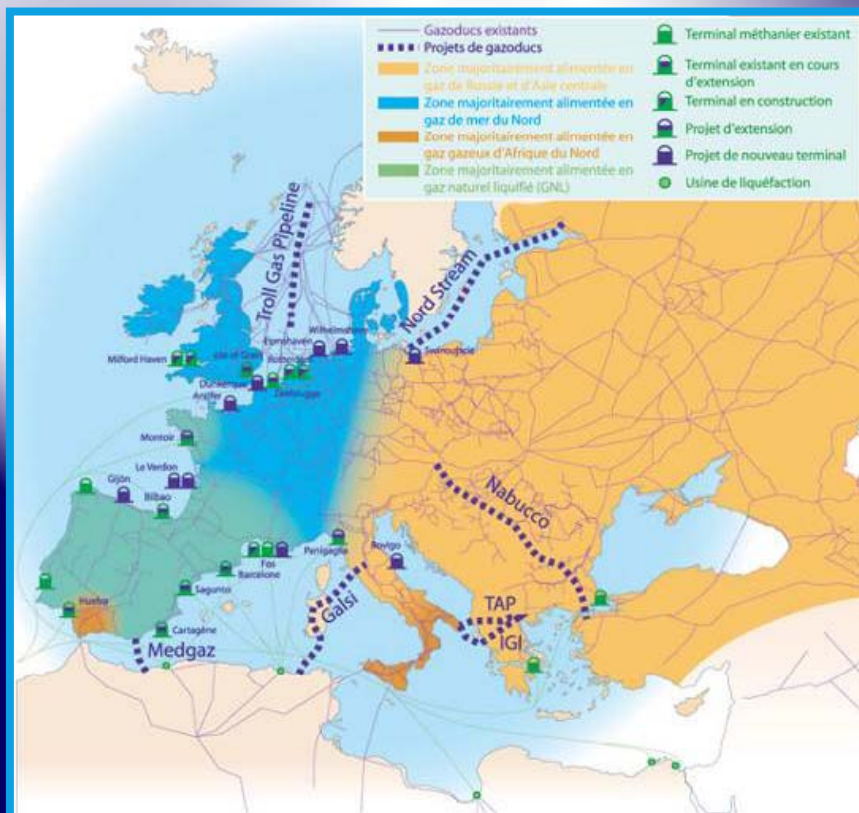 Gazoducs existants
Projets de gazoducs
Zone majoritairement alimentée en
gaz de Russie et d'Asie centrale
Zone majoritairement alimentée en
gaz de mer du Nord
Zone majoritairement alimentée en
gaz gazeux d'Afrique du Nord
Zone majoritairement alimentée en
gaz naturel liquifié (GNL)
Terminal méthanier existant
Terminal existant en cours
d'extension
Terminal en construction
Projet d'extension
Projet de nouveau terminal
Usine de liquéfaction
Troll Gas Pipeline
Nord Stream
Wilhelmshaven
Milford Haven
Isle of Grain
Rotterdam
Dunkerque
Zeebrugge
Antifer
Montoir
Le Verdon
Gijón
Bilbao
Nabucco
Panigaglia
Rovigo
Fos
Barcelone
Sagunto
Huelva
Cartagène
Galsi
TAP
IGI
Medgaz